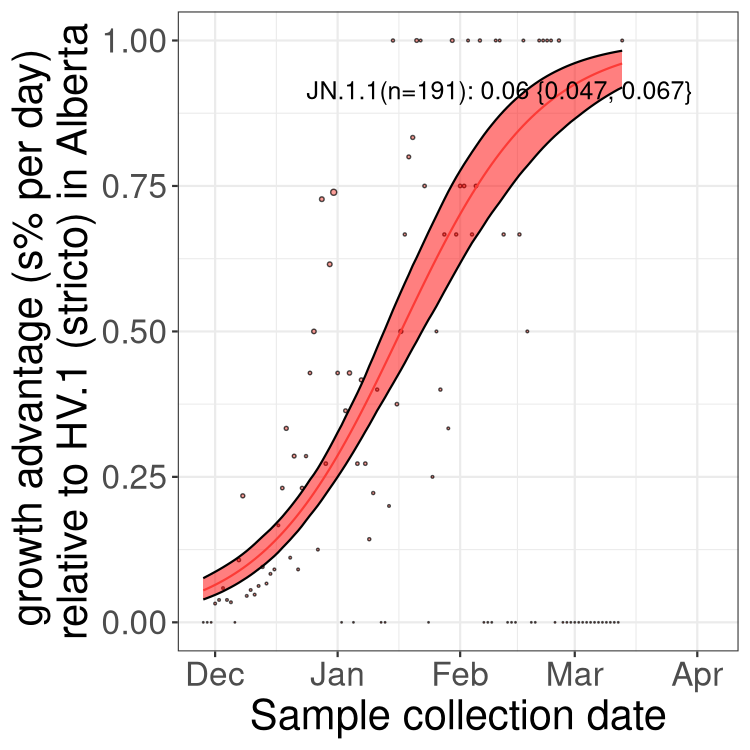 growth advantage (s% per day)
relative to HV.1 (stricto) in Alberta
1.00
0.75
0.50
0.25
0.00
JN.1.1(n=191): 0.06 {0.047, 0.067}
Dec Jan Feb Mar Apr
Sample collection date